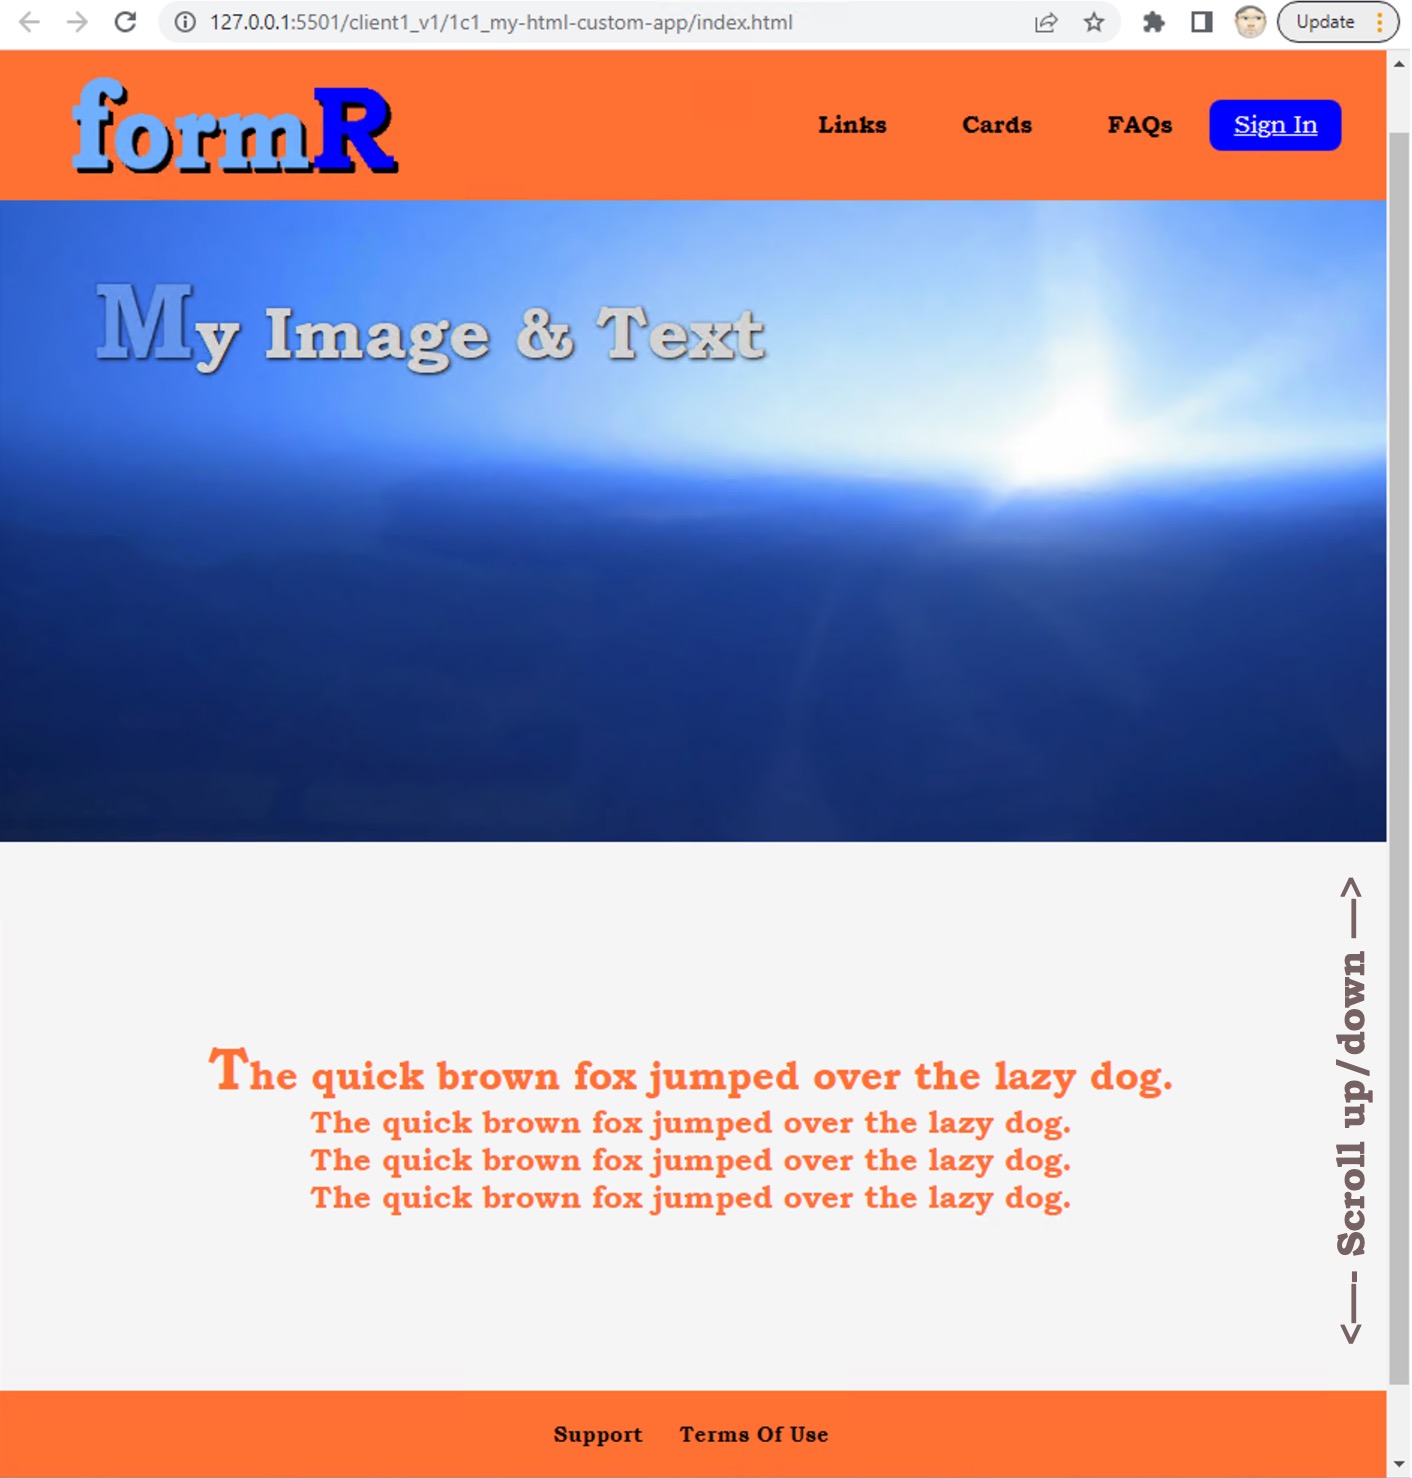 127.0.0.1:5501/client1_v1/1c1_my-html-custom-app/index.html
Update
formR
Links
Cards
FAQs
Sign In
My Image & Text
The quick brown fox jumped over the lazy dog.
The quick brown fox jumped over the lazy dog.
The quick brown fox jumped over the lazy dog.
The quick brown fox jumped over the lazy dog.
<—- Scroll up/down —>
Support
Terms Of Use